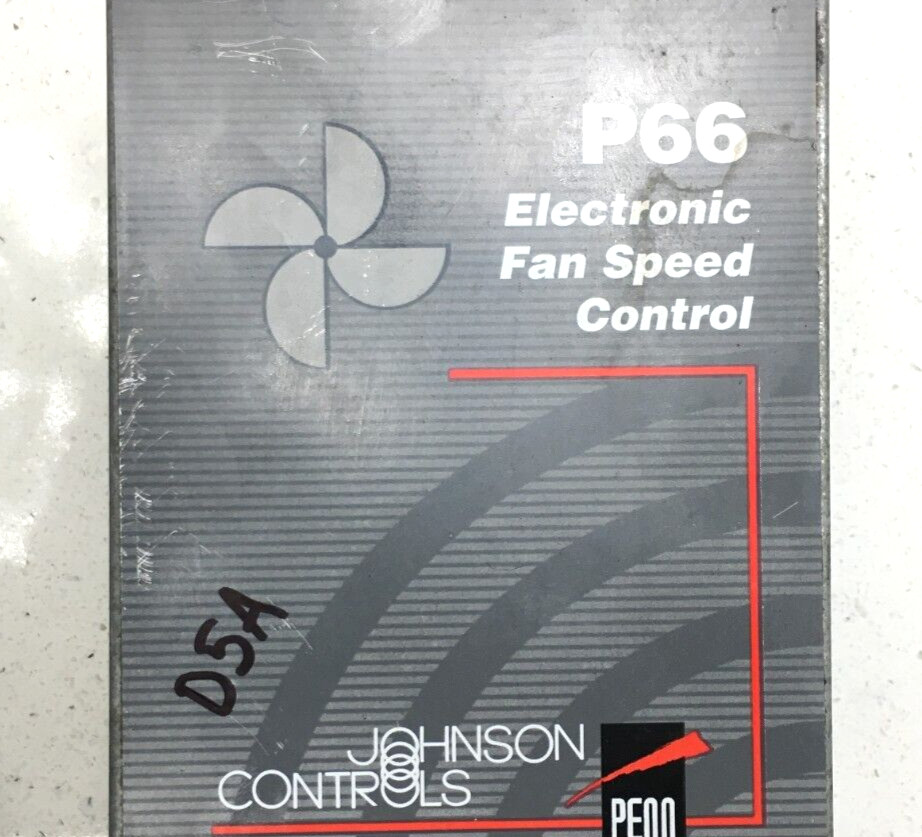 P66
Electronic
Fan Speed
Control
D5A
JOHNSON
CONTROLS
PENN